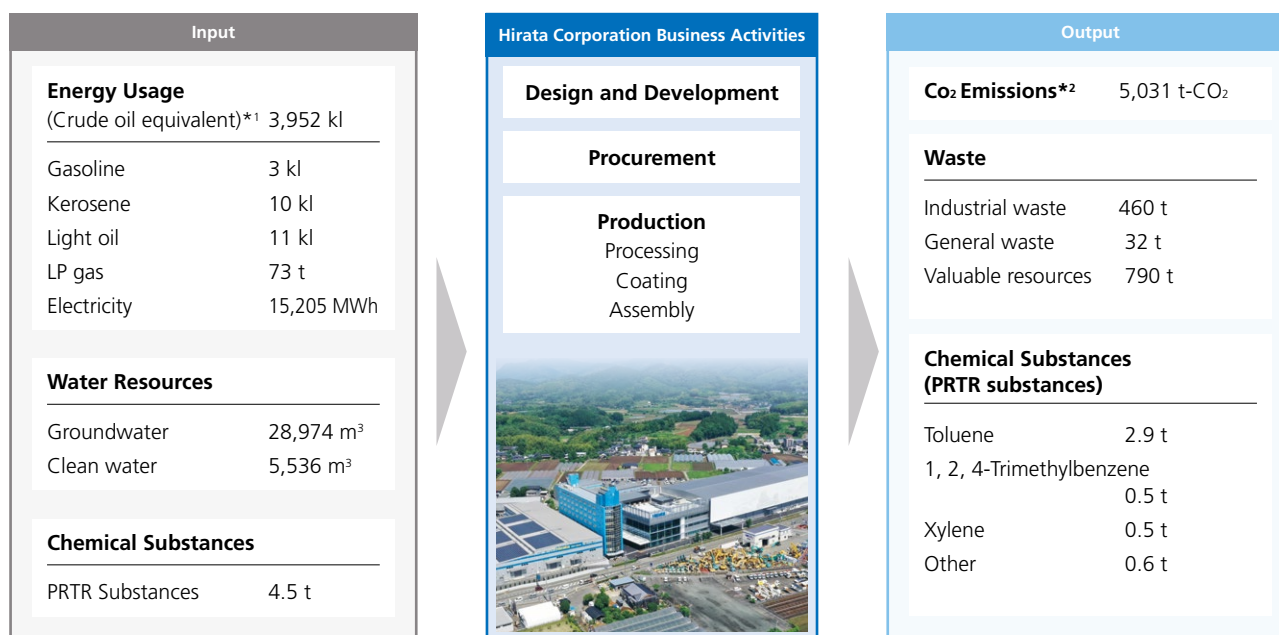 Input
Energy Usage
(Crude oil equivalent)*1 3,952 kl
Gasoline 3 kl
Kerosene 10 kl
Light oil 11 kl
LP gas 73 t
Electricity 15,205 MWh
Water Resources
Groundwater 28,974 m³
Clean water 5,536 m³
Chemical Substances
PRTR Substances 4.5 t
Hirata Corporation Business Activities
Design and Development
Procurement
Production
Processing
Coating
Assembly
Output
Co₂ Emissions*² 5,031 t-CO₂
Waste
Industrial waste 460 t
General waste 32 t
Valuable resources 790 t
Chemical Substances
(PRTR substances)
Toluene 2.9 t
1, 2, 4-Trimethylbenzene
0.5 t
Xylene 0.5 t
Other 0.6 t